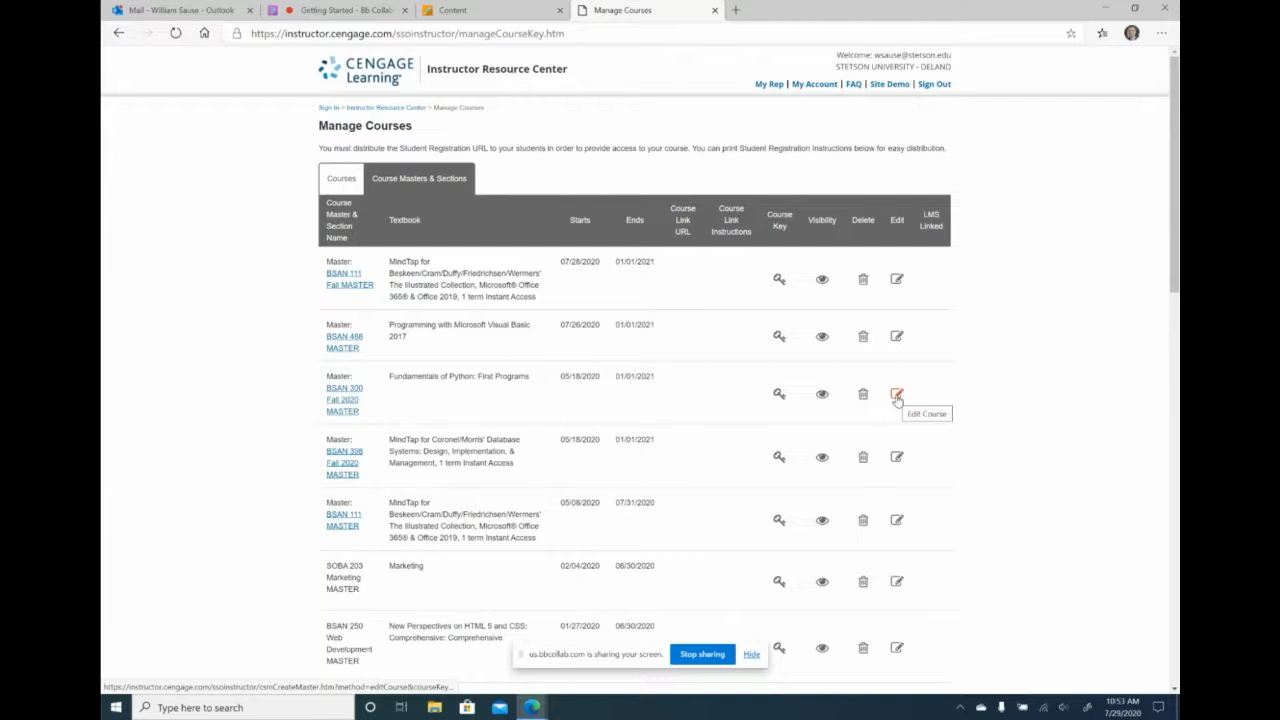 Mail - William Sause - Outlook
Getting Started - Bb Collab
Content
Manage Courses
https://instructor.cengage.com/ssoinstructor/manageCourseKey.htm
CENGAGE
Learning
Instructor Resource Center
Welcome: wsause@stetson.edu
STETSON UNIVERSITY - DELAND
My Rep | My Account | FAQ | Site Demo | Sign Out
Sign In > Instructor Resource Center > Manage Courses
Manage Courses
You must distribute the Student Registration URL to your students in order to provide access to your course. You can print Student Registration Instructions below for easy distribution.
Courses
Course Masters & Sections
Course
Master &
Section
Name
Textbook
Starts
Ends
Course
Link
URL
Course
Link
Instructions
Course
Key
Visibility
Delete
Edit
LMS
Linked
Master:
BSAN 111
Fall MASTER
MindTap for
Beskeen/Cram/Duffy/Friedrichsen/Wermers'
The Illustrated Collection, Microsoft® Office
365® & Office 2019, 1 term Instant Access
07/28/2020
01/01/2021
Master:
BSAN 468
MASTER
Programming with Microsoft Visual Basic
2017
07/26/2020
01/01/2021
Master:
BSAN 300
Fall 2020
MASTER
Fundamentals of Python: First Programs
05/18/2020
01/01/2021
Edit Course
Master:
BSAN 398
Fall 2020
MASTER
MindTap for Coronel/Morris' Database
Systems: Design, Implementation, &
Management, 1 term Instant Access
05/18/2020
01/01/2021
Master:
BSAN 111
MASTER
MindTap for
Beskeen/Cram/Duffy/Friedrichsen/Wermers'
The Illustrated Collection, Microsoft® Office
365® & Office 2019, 1 term Instant Access
05/08/2020
07/31/2020
SOBA 203
Marketing
MASTER
Marketing
02/04/2020
06/30/2020
BSAN 250
Web
Development
MASTER
New Perspectives on HTML 5 and CSS:
Comprehensive: Comprehensive
01/27/2020
06/30/2020
us.bbcollab.com is sharing your screen.
Stop sharing
Hide
https://instructor.cengage.com/ssoinstructor/csmCreateMaster.htm?method=editCourse&courseKey...
Type here to search
10:53 AM
7/29/2020